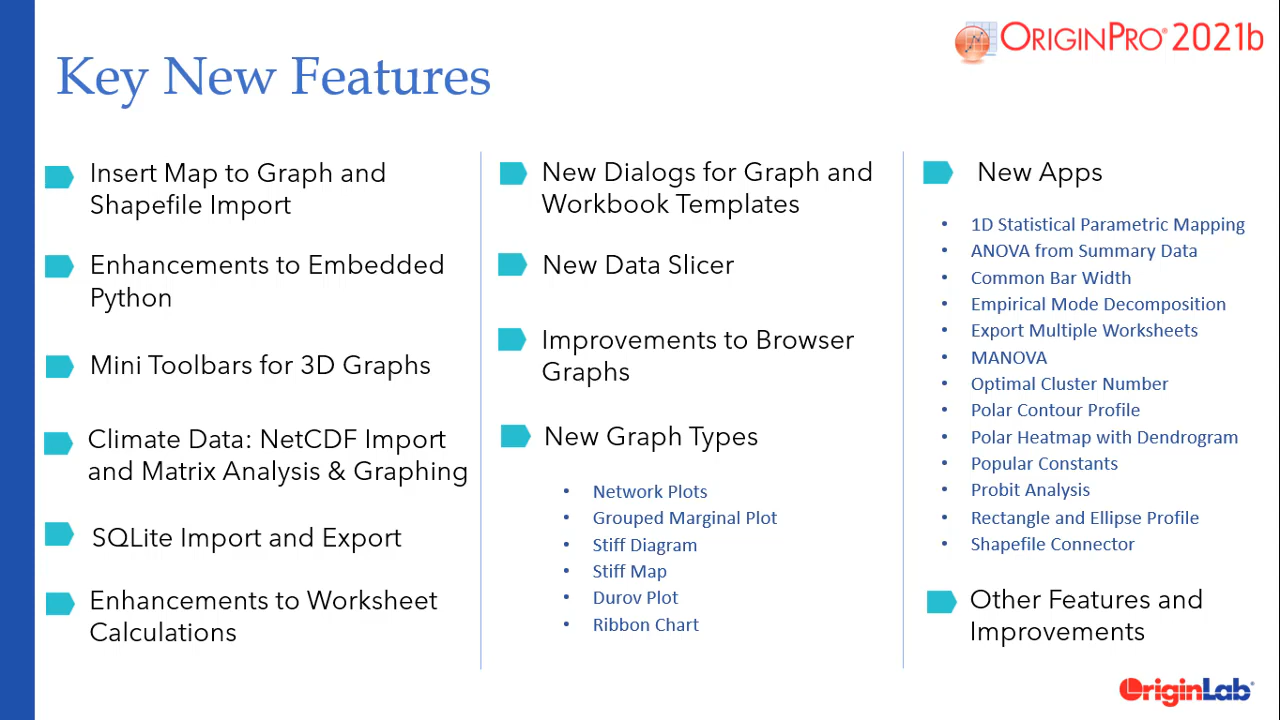 ORIGINPRO® 2021b
Key New Features
Insert Map to Graph and
Shapefile Import
Enhancements to Embedded
Python
Mini Toolbars for 3D Graphs
Climate Data: NetCDF Import
and Matrix Analysis & Graphing
SQLite Import and Export
Enhancements to Worksheet
Calculations
New Dialogs for Graph and
Workbook Templates
New Data Slicer
Improvements to Browser
Graphs
New Graph Types
• Network Plots
• Grouped Marginal Plot
• Stiff Diagram
• Stiff Map
• Durov Plot
• Ribbon Chart
New Apps
• 1D Statistical Parametric Mapping
• ANOVA from Summary Data
• Common Bar Width
• Empirical Mode Decomposition
• Export Multiple Worksheets
• MANOVA
• Optimal Cluster Number
• Polar Contour Profile
• Polar Heatmap with Dendrogram
• Popular Constants
• Probit Analysis
• Rectangle and Ellipse Profile
• Shapefile Connector
Other Features and
Improvements
OriginLab®